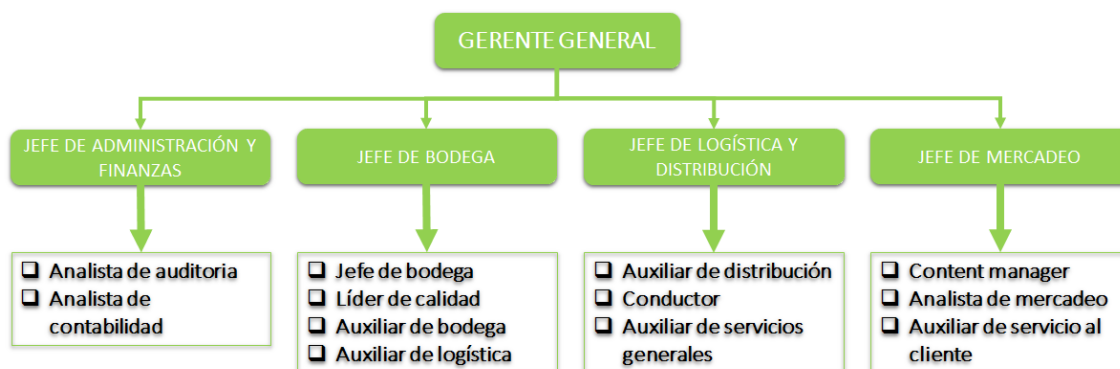 GERENTE GENERAL
JEFE DE ADMINISTRACIÓN Y
FINANZAS
JEFE DE BODEGA
JEFE DE LOGÍSTICA Y
DISTRIBUCIÓN
JEFE DE MERCADEO
Analista de auditoria
Analista de
contabilidad
Jefe de bodega
Líder de calidad
Auxiliar de bodega
Auxiliar de logística
Auxiliar de distribución
Conductor
Auxiliar de servicios
generales
Content manager
Analista de mercadeo
Auxiliar de servicio al
cliente